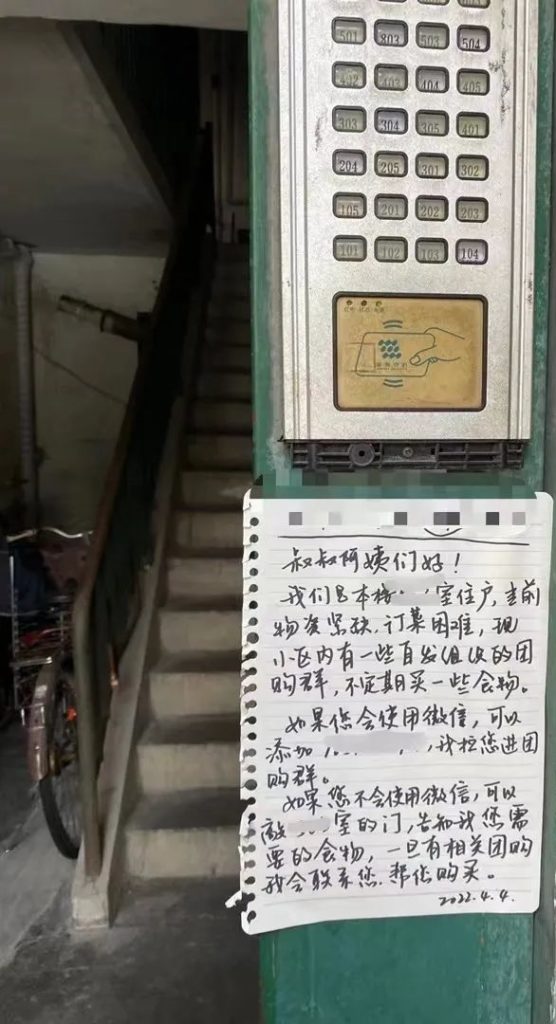 501 503 504
402 403 404 405
303 304 305 401
204 205 301 302
105 201 202 203
101 102 103 104
叔叔阿姨们好！
我们是本楼 室住户，当前
物资紧缺，订菜困难，现
小区内有一些自发组织的团
购群，不定期买一些食物。
如果您会使用微信，可以
添加 ，我拉您进团
购群。
如果您不会使用微信，可以
敲 室的门，告知我您需
要的食物，一旦有相关团购
我会联系您，帮您购买。
2022.4.4.